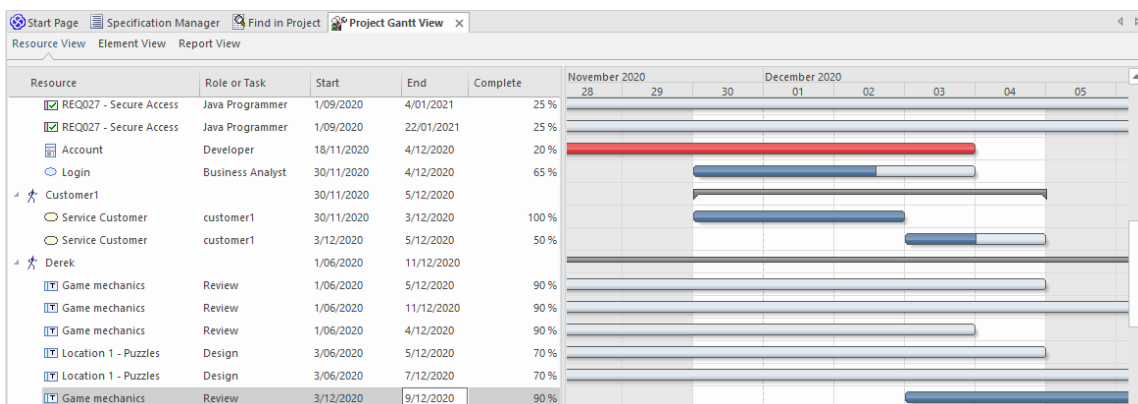 Start Page Specification Manager Find in Project Project Gantt View ×
Resource View Element View Report View
Resource Role or Task Start End Complete November 2020 December 2020
28 29 30 01 02 03 04 05
REQ027 - Secure Access Java Programmer 1/09/2020 4/01/2021 25 %
REQ027 - Secure Access Java Programmer 1/09/2020 22/01/2021 25 %
Account Developer 18/11/2020 4/12/2020 20 %
Login Business Analyst 30/11/2020 4/12/2020 65 %
Customer1 30/11/2020 5/12/2020
Service Customer customer1 30/11/2020 3/12/2020 100 %
Service Customer customer1 3/12/2020 5/12/2020 50 %
Derek 1/06/2020 11/12/2020
Game mechanics Review 1/06/2020 5/12/2020 90 %
Game mechanics Review 1/06/2020 11/12/2020 90 %
Game mechanics Review 1/06/2020 4/12/2020 90 %
Location 1 - Puzzles Design 3/06/2020 5/12/2020 70 %
Location 1 - Puzzles Design 3/06/2020 7/12/2020 70 %
Game mechanics Review 3/12/2020 9/12/2020 90 %